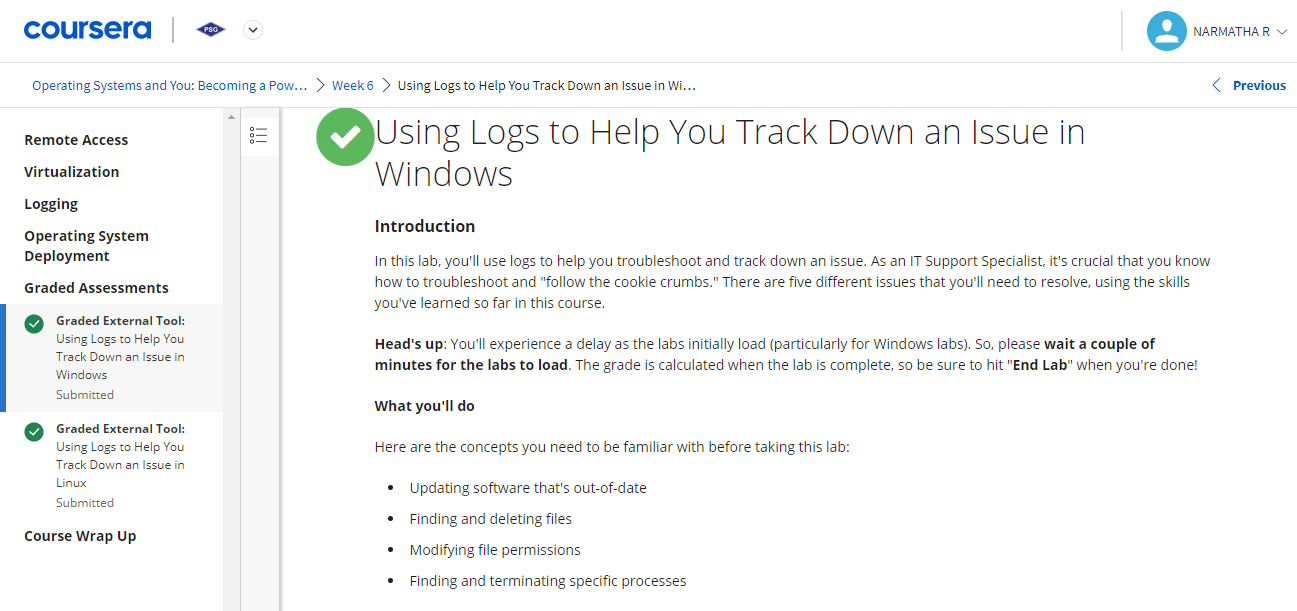 coursera
PSG
NARMATHA R
Operating Systems and You: Becoming a Pow...
Week 6
Using Logs to Help You Track Down an Issue in Wi...
Previous
Remote Access
Virtualization
Logging
Operating System
Deployment
Graded Assessments
Graded External Tool:
Using Logs to Help You
Track Down an Issue in
Windows
Submitted
Graded External Tool:
Using Logs to Help You
Track Down an Issue in
Linux
Submitted
Course Wrap Up
Using Logs to Help You Track Down an Issue in
Windows
Introduction
In this lab, you'll use logs to help you troubleshoot and track down an issue. As an IT Support Specialist, it's crucial that you know
how to troubleshoot and "follow the cookie crumbs." There are five different issues that you'll need to resolve, using the skills
you've learned so far in this course.
Head's up: You'll experience a delay as the labs initially load (particularly for Windows labs). So, please wait a couple of
minutes for the labs to load. The grade is calculated when the lab is complete, so be sure to hit "End Lab" when you're done!
What you'll do
Here are the concepts you need to be familiar with before taking this lab:
• Updating software that's out-of-date
• Finding and deleting files
• Modifying file permissions
• Finding and terminating specific processes